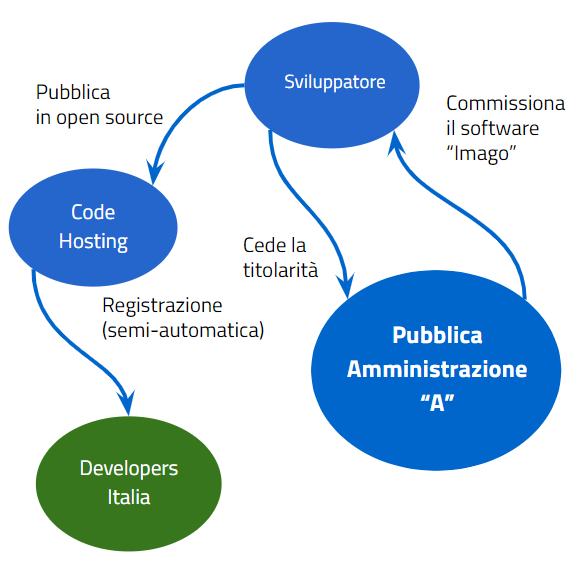 Sviluppatore
Pubblica
in open source
Commissiona
il software
“Imago”
Code
Hosting
Cede la
titolarità
Registrazione
(semi-automatica)
Pubblica
Amministrazione
“A”
Developers
Italia